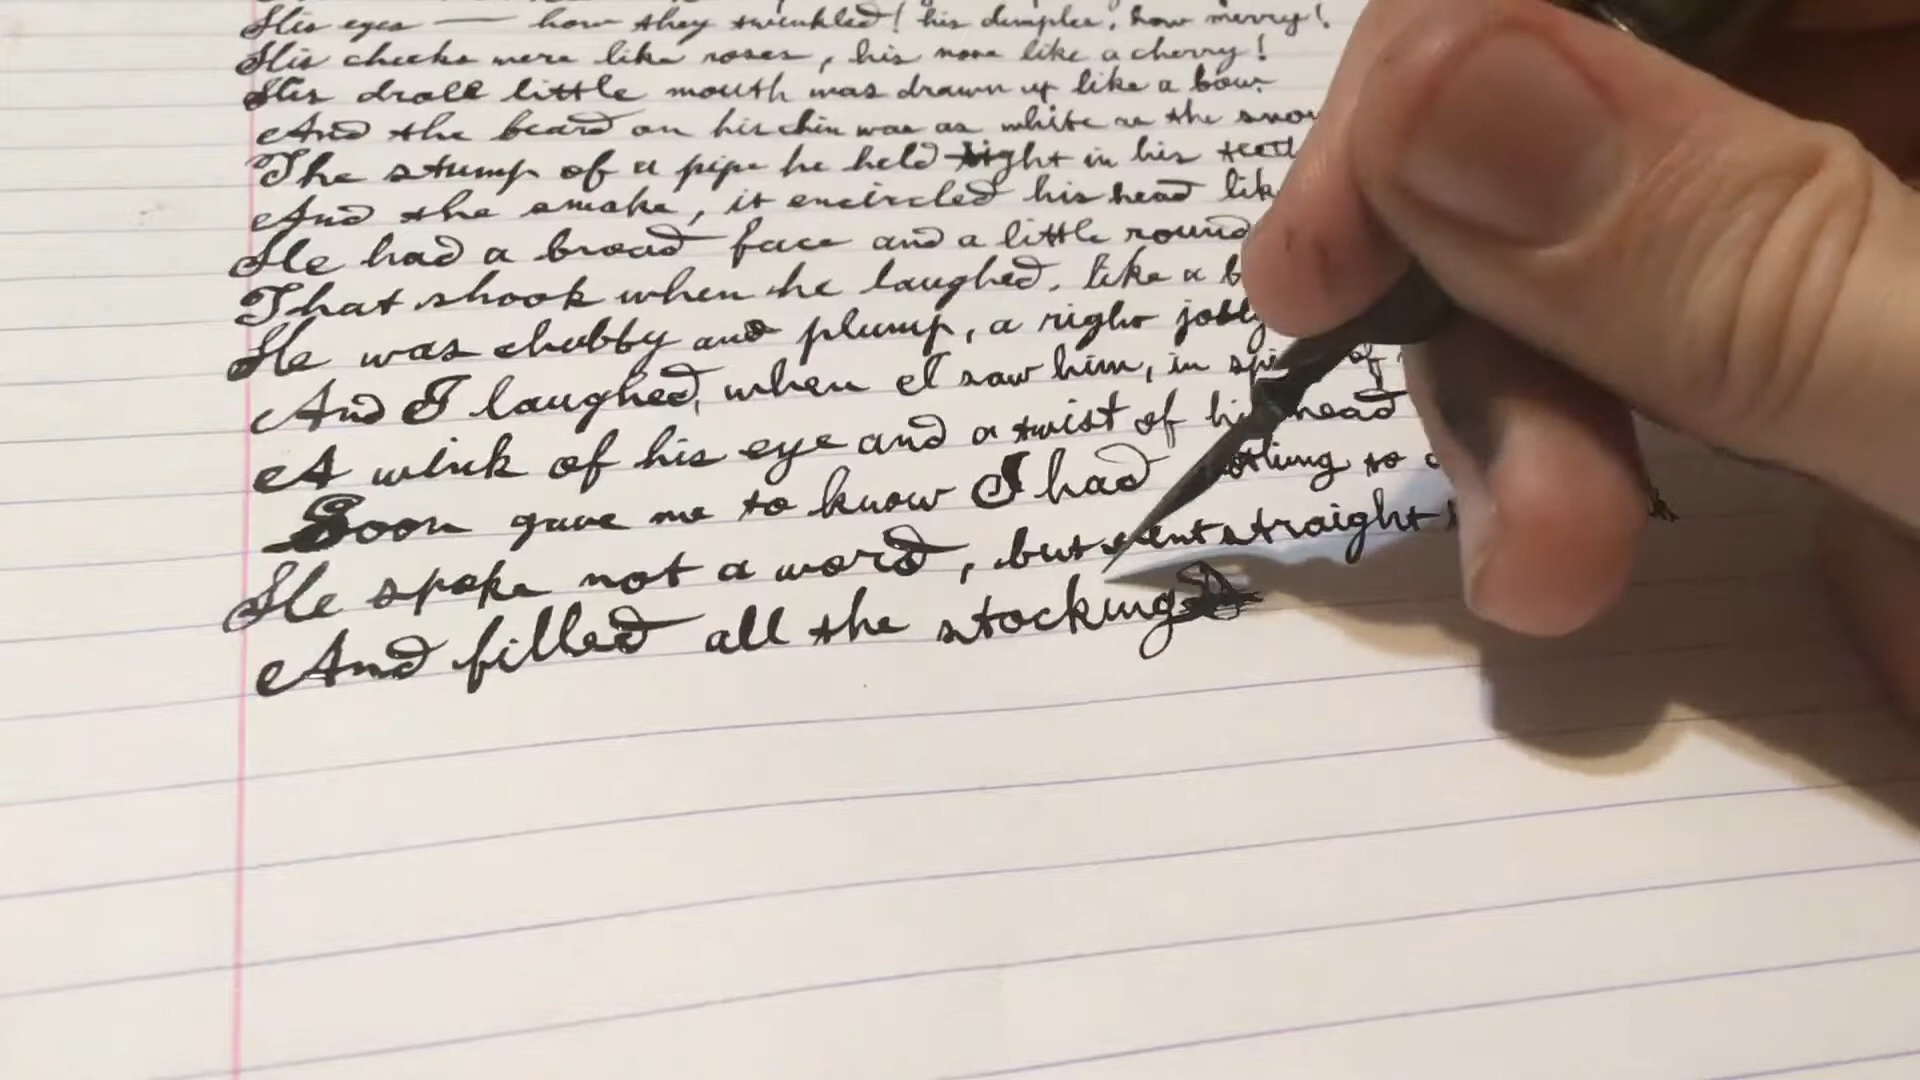 His eyes — how they twinkled! his dimples, how merry!
His cheeks were like roses, his nose like a cherry!
His droll little mouth was drawn up like a bow
And the beard on his chin was as white as the snow
The stump of a pipe he held tight in his teeth
And the smoke, it encircled his head lik
He had a broad face and a little round
That shook when he laughed, like a b
He was chubby and plump, a right jolly
And I laughed, when I saw him, in spi of
A wink of his eye and a twist of his head
Soon gave me to know I had nothing to
He spoke not a word, but went straight
And filled all the stockings